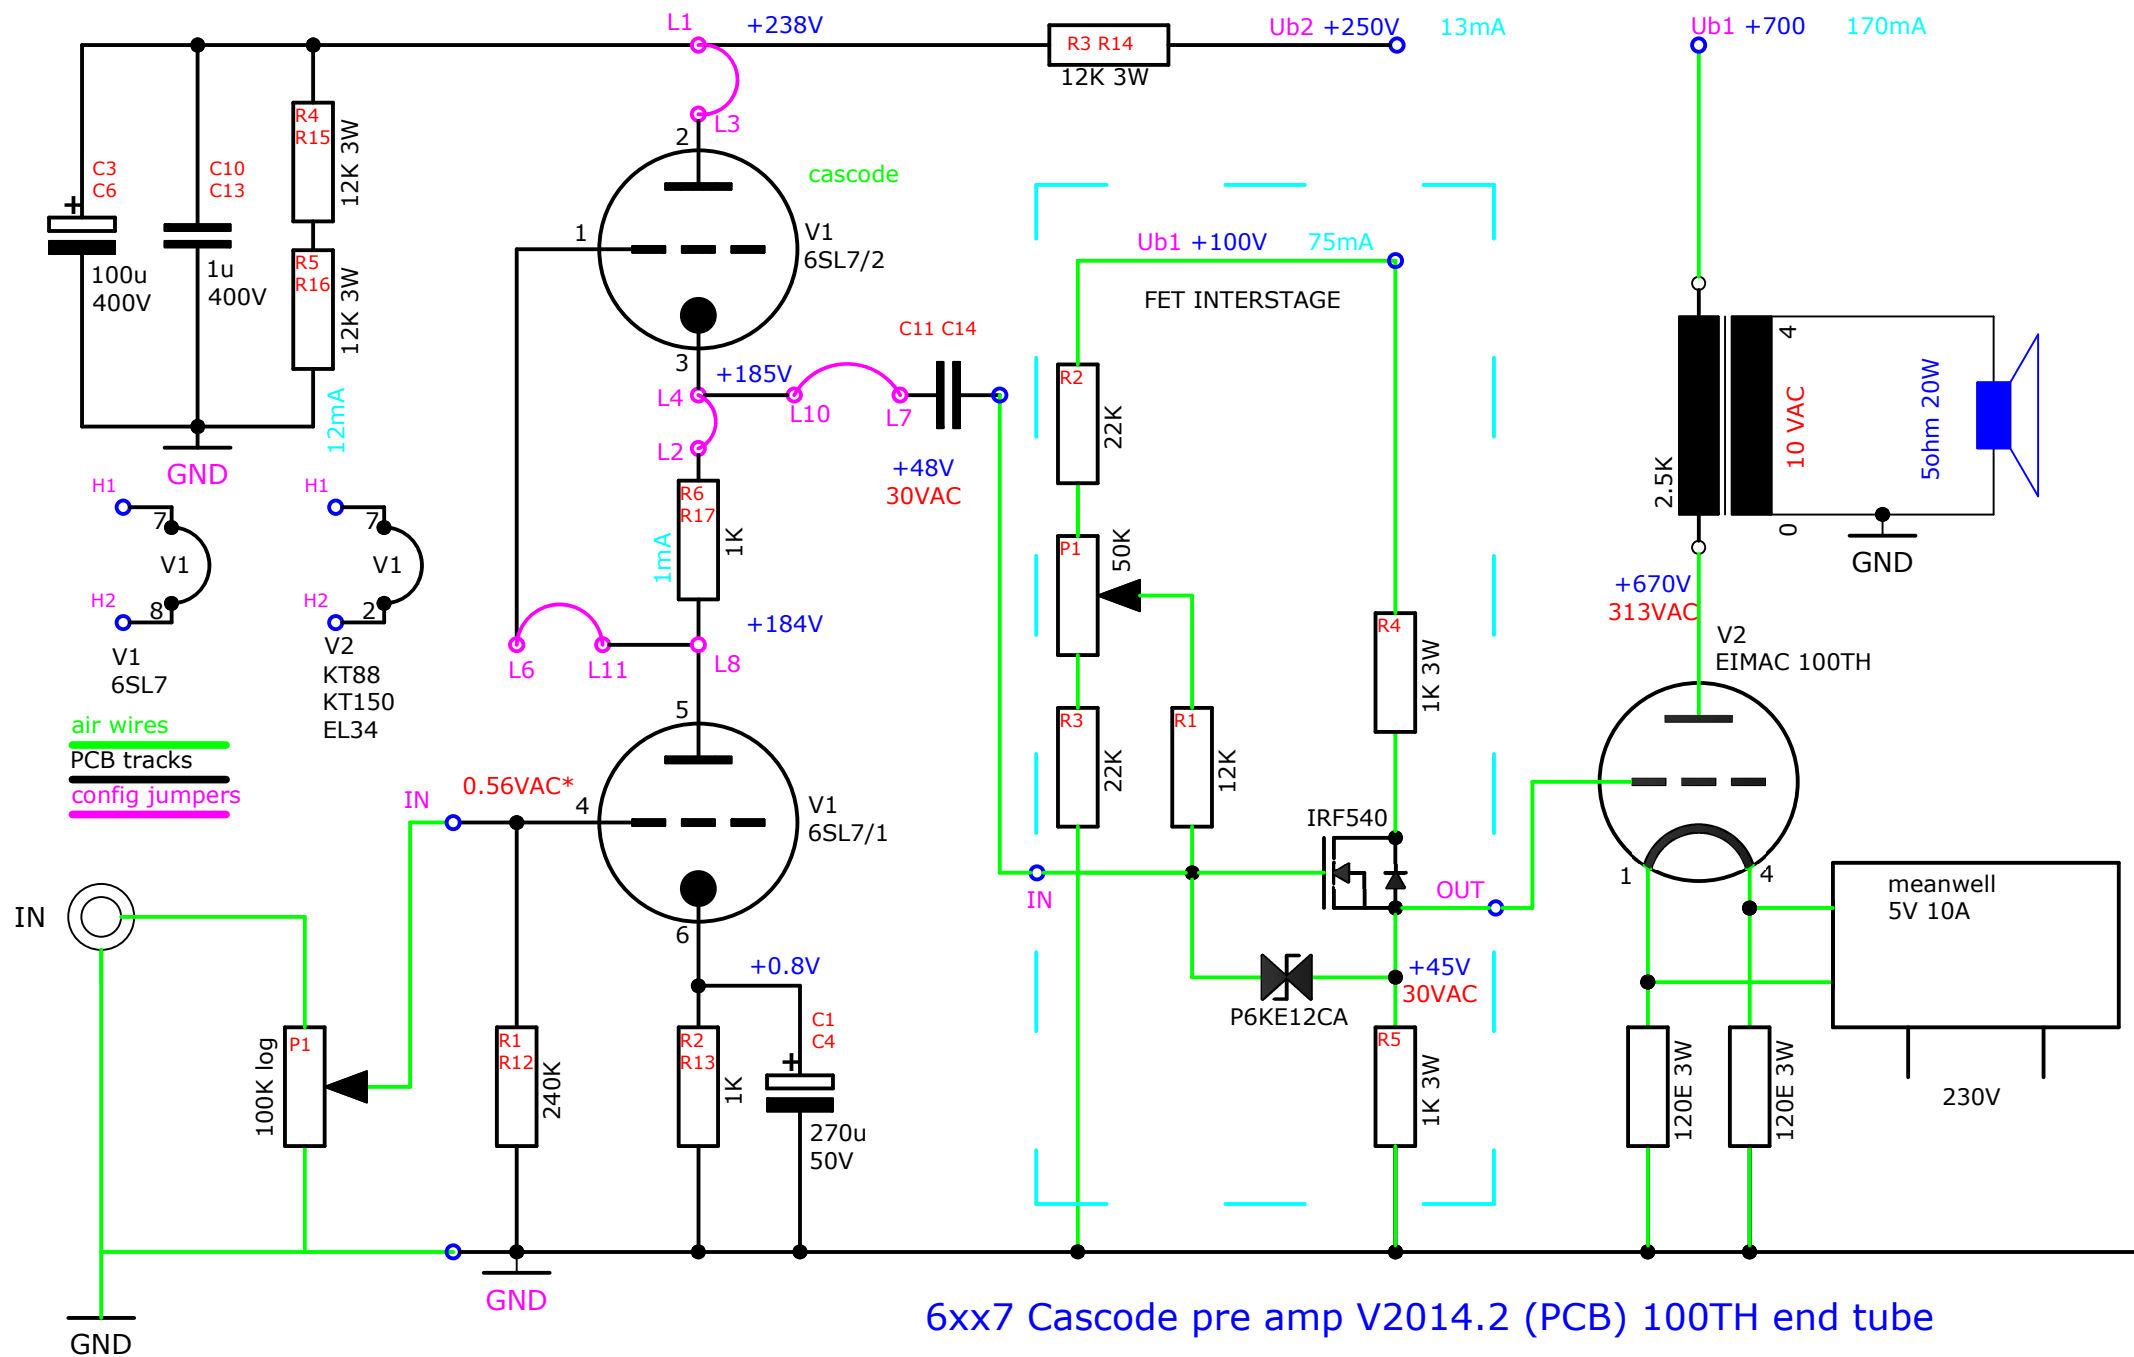 L1
+238V
Ub2 +250V
13mA
Ub1 +700
170mA
R3 R14
12K 3W
L3
2
R4
R15
12K 3W
C3
C6
+
100u
400V
C10
C13
1u
400V
R5
R16
12K 3W
12mA
GND
cascode
1
V1
6SL7/2
3
+185V
L4
L10
L7
L2
C11 C14
+48V
30VAC
R6
R17
1K
1mA
+184V
L6
L11
L8
H1
7
V1
H2
8
V1
6SL7
H1
7
V1
H2
2
V2
KT88
KT150
EL34
air wires
PCB tracks
config jumpers
5
0.56VAC*
IN
4
V1
6SL7/1
6
+0.8V
IN
100K log
P1
R1
R12
240K
R2
R13
1K
C1
C4
+
270u
50V
GND
GND
Ub1 +100V
75mA
FET INTERSTAGE
R2
22K
P1
50K
R3
22K
R1
12K
R4
1K 3W
IRF540
IN
OUT
P6KE12CA
+45V
30VAC
R5
1K 3W
2.5K
4
10 VAC
0
5ohm 20W
GND
+670V
313VAC
V2
EIMAC 100TH
1
4
meanwell
5V 10A
230V
120E 3W
120E 3W
6xx7 Cascode pre amp V2014.2 (PCB) 100TH end tube